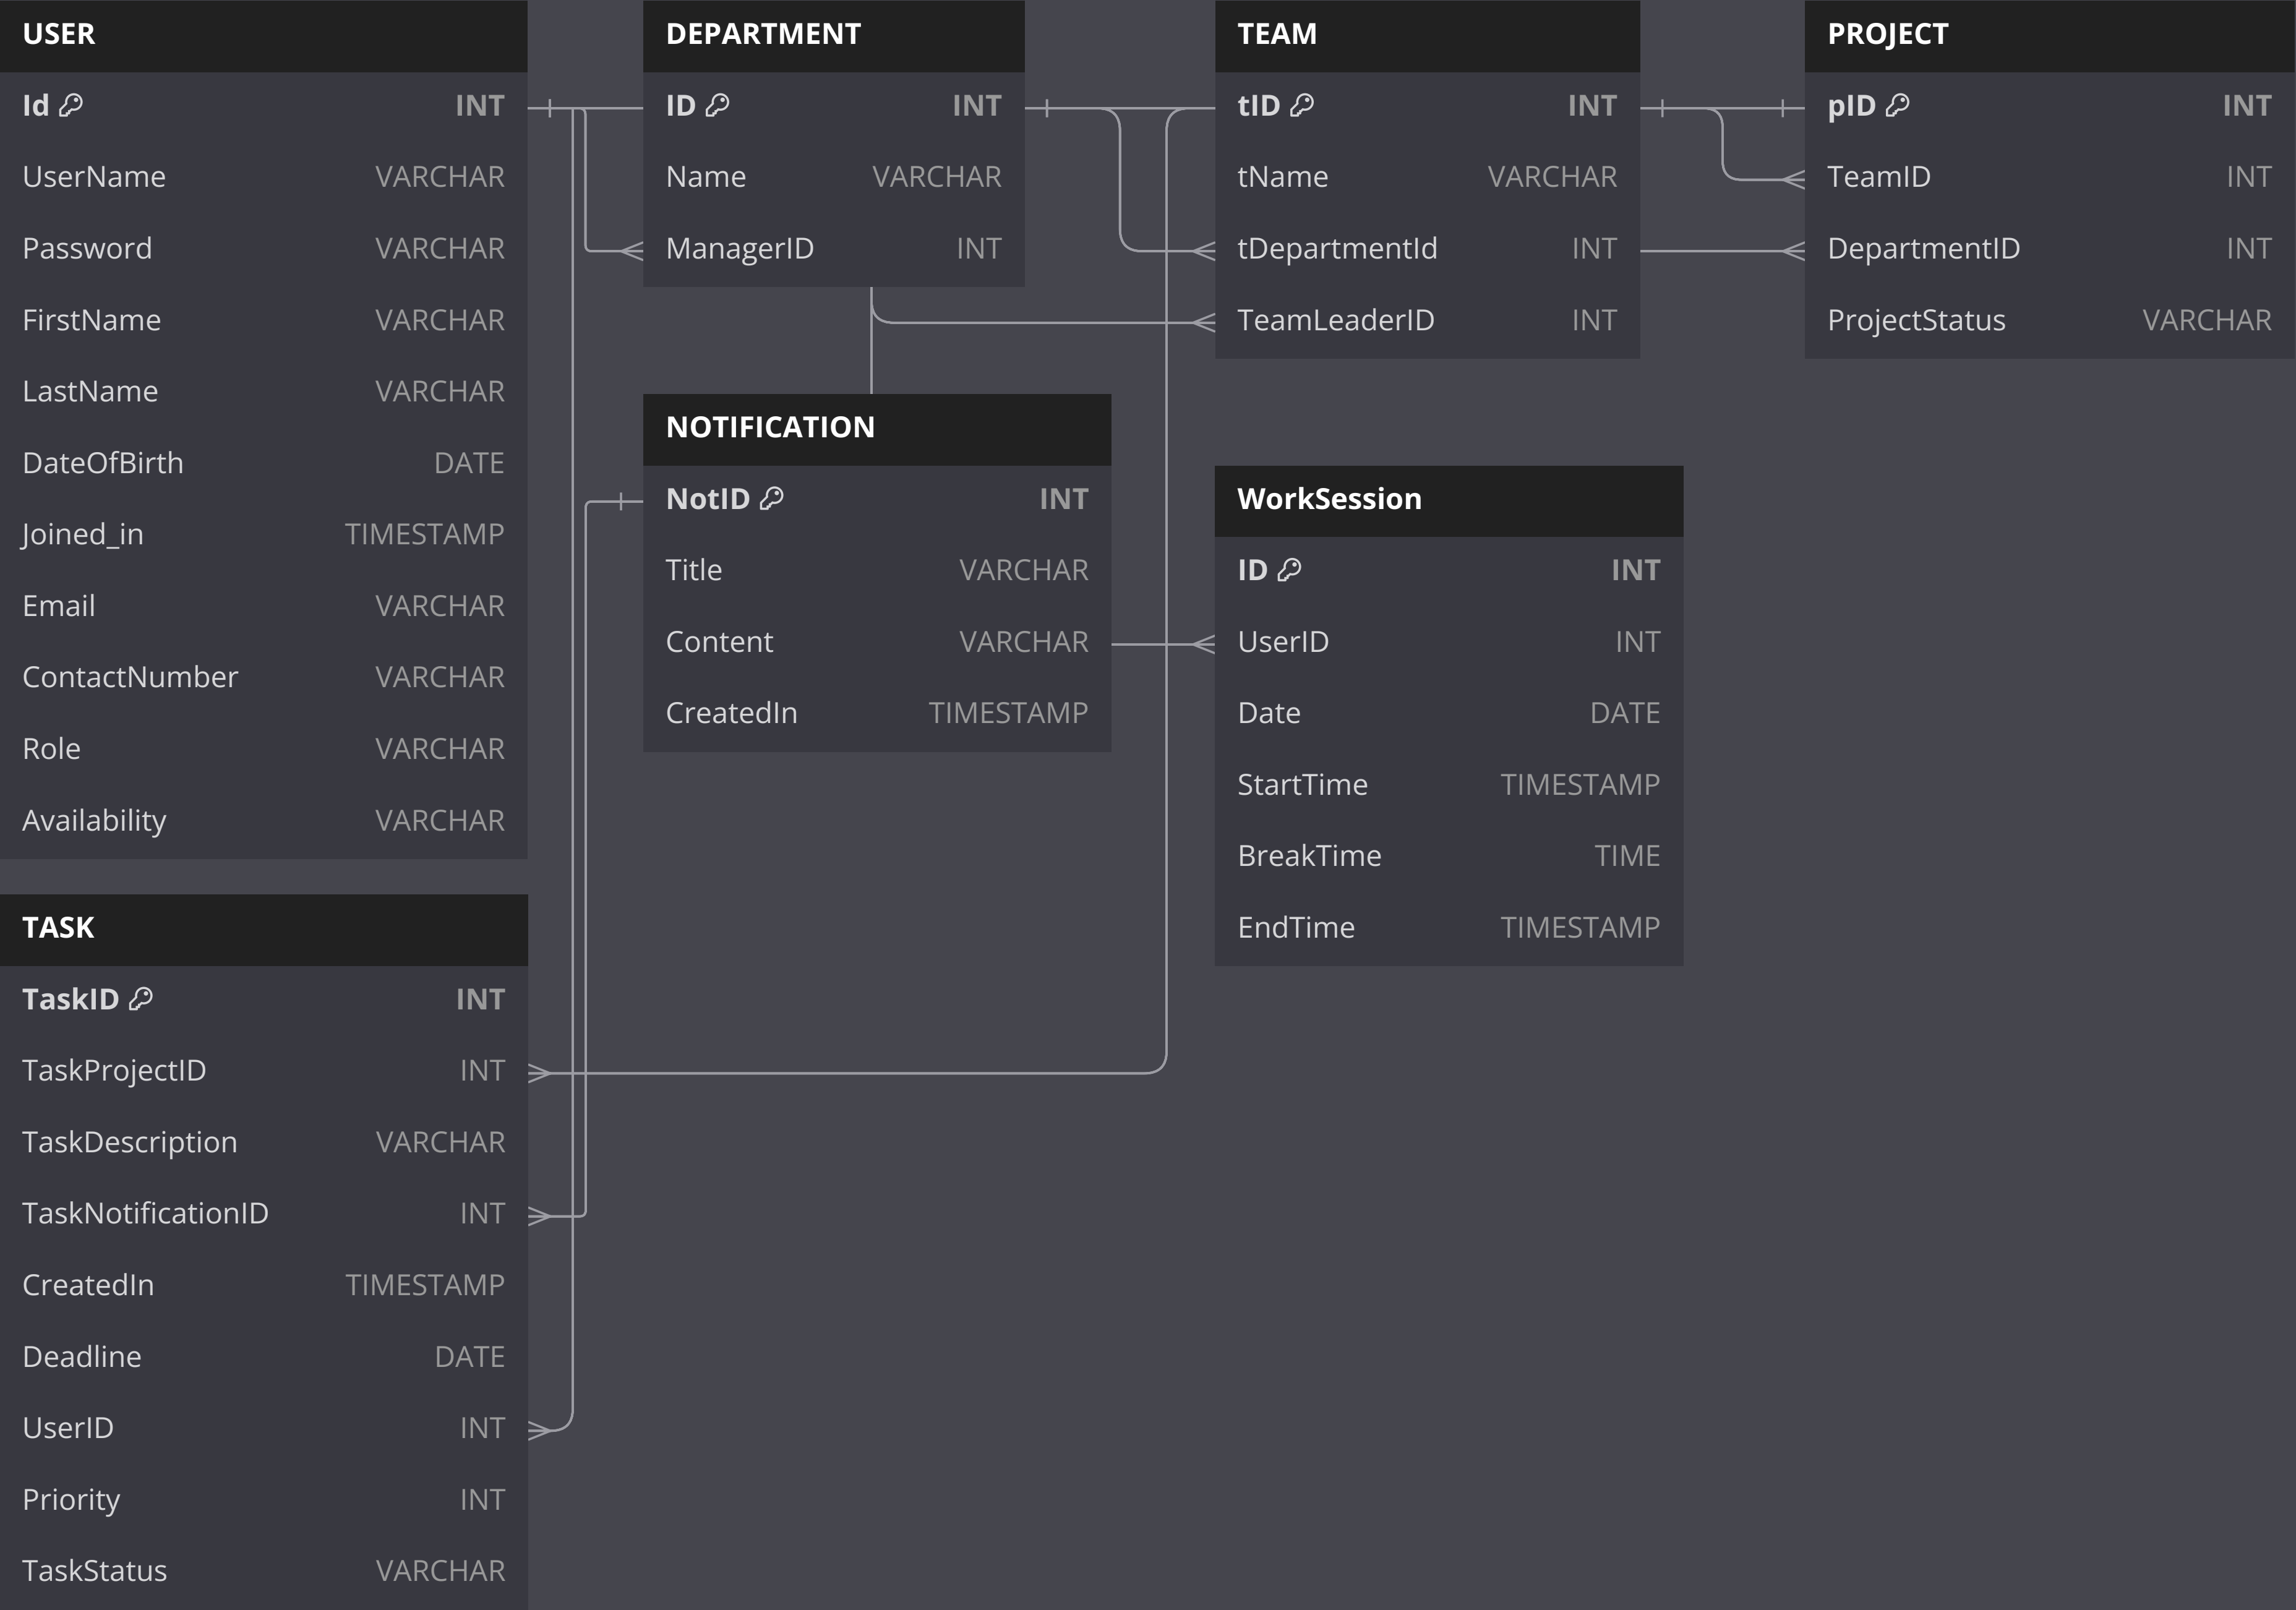 USER
Id INT
UserName VARCHAR
Password VARCHAR
FirstName VARCHAR
LastName VARCHAR
DateOfBirth DATE
Joined_in TIMESTAMP
Email VARCHAR
ContactNumber VARCHAR
Role VARCHAR
Availability VARCHAR
DEPARTMENT
ID INT
Name VARCHAR
ManagerID INT
TEAM
tID INT
tName VARCHAR
tDepartmentId INT
TeamLeaderID INT
PROJECT
pID INT
TeamID INT
DepartmentID INT
ProjectStatus VARCHAR
NOTIFICATION
NotID INT
Title VARCHAR
Content VARCHAR
CreatedIn TIMESTAMP
WorkSession
ID INT
UserID INT
Date DATE
StartTime TIMESTAMP
BreakTime TIME
EndTime TIMESTAMP
TASK
TaskID INT
TaskProjectID INT
TaskDescription VARCHAR
TaskNotificationID INT
CreatedIn TIMESTAMP
Deadline DATE
UserID INT
Priority INT
TaskStatus VARCHAR